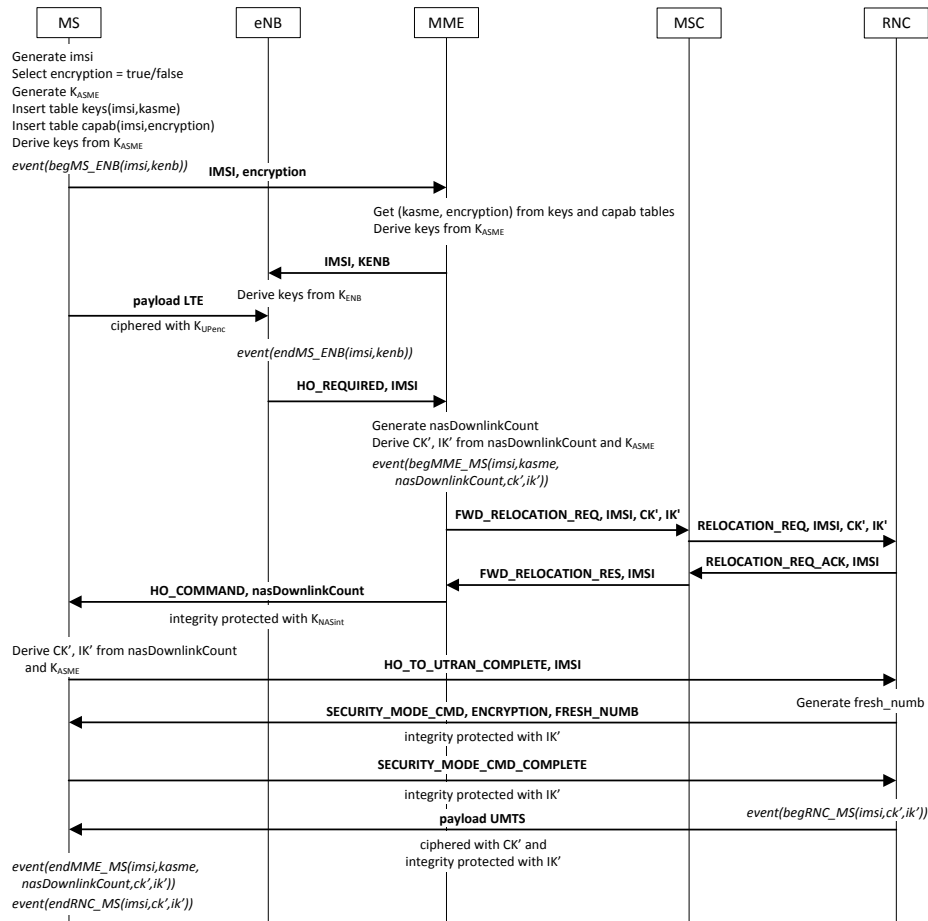 MS eNB MME MSC RNC
Generate imsi
Select encryption = true/false
Generate KASME
Insert table keys(imsi,kasme)
Insert table capab(imsi,encryption)
Derive keys from KASME
event(begMS_ENB(imsi,kenb))
IMSI, encryption
Get (kasme, encryption) from keys and capab tables
Derive keys from KASME
IMSI, KENB
Derive keys from KENB
payload LTE
ciphered with KUPenc
event(endMS_ENB(imsi,kenb))
HO_REQUIRED, IMSI
Generate nasDownlinkCount
Derive CK’, IK’ from nasDownlinkCount and KASME
event(begMME_MS(imsi,kasme,
nasDownlinkCount,ck’,ik’))
FWD_RELOCATION_REQ, IMSI, CK', IK'
RELOCATION_REQ, IMSI, CK', IK'
RELOCATION_REQ_ACK, IMSI
FWD_RELOCATION_RES, IMSI
HO_COMMAND, nasDownlinkCount
integrity protected with KNASint
Derive CK’, IK’ from nasDownlinkCount
and KASME
HO_TO_UTRAN_COMPLETE, IMSI
Generate fresh_numb
SECURITY_MODE_CMD, ENCRYPTION, FRESH_NUMB
integrity protected with IK’
SECURITY_MODE_CMD_COMPLETE
integrity protected with IK’
event(begRNC_MS(imsi,ck’,ik’))
payload UMTS
ciphered with CK’ and
integrity protected with IK’
event(endMME_MS(imsi,kasme,
nasDownlinkCount,ck’,ik’))
event(endRNC_MS(imsi,ck’,ik’))